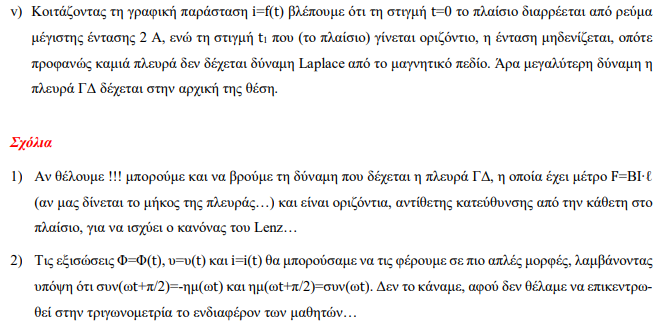 v) Κοιτάζοντας τη γραφική παράσταση i=f(t) βλέπουμε ότι τη στιγμή t=0 το πλαίσιο διαρρέεται από ρεύμα
μέγιστης έντασης 2 Α, ενώ τη στιγμή t₁ που (το πλαίσιο) γίνεται οριζόντιο, η ένταση μηδενίζεται, οπότε
προφανώς καμιά πλευρά δεν δέχεται δύναμη Laplace από το μαγνητικό πεδίο. Άρα μεγαλύτερη δύναμη η
πλευρά ΓΔ δέχεται στην αρχική της θέση.
Σχόλια
1) Αν θέλουμε !!! μπορούμε και να βρούμε τη δύναμη που δέχεται η πλευρά ΓΔ, η οποία έχει μέτρο F=BI·ℓ
(αν μας δίνεται το μήκος της πλευράς…) και είναι οριζόντια, αντίθετης κατεύθυνσης από την κάθετη στο
πλαίσιο, για να ισχύει ο κανόνας του Lenz…
2) Τις εξισώσεις Φ=Φ(t), υ=υ(t) και i=i(t) θα μπορούσαμε να τις φέρουμε σε πιο απλές μορφές, λαμβάνοντας
υπόψη ότι συν(ωt+π/2)=-ημ(ωt) και ημ(ωt+π/2)=συν(ωt). Δεν το κάναμε, αφού δεν θέλαμε να επικεντρω-
θεί στην τριγωνομετρία το ενδιαφέρον των μαθητών…